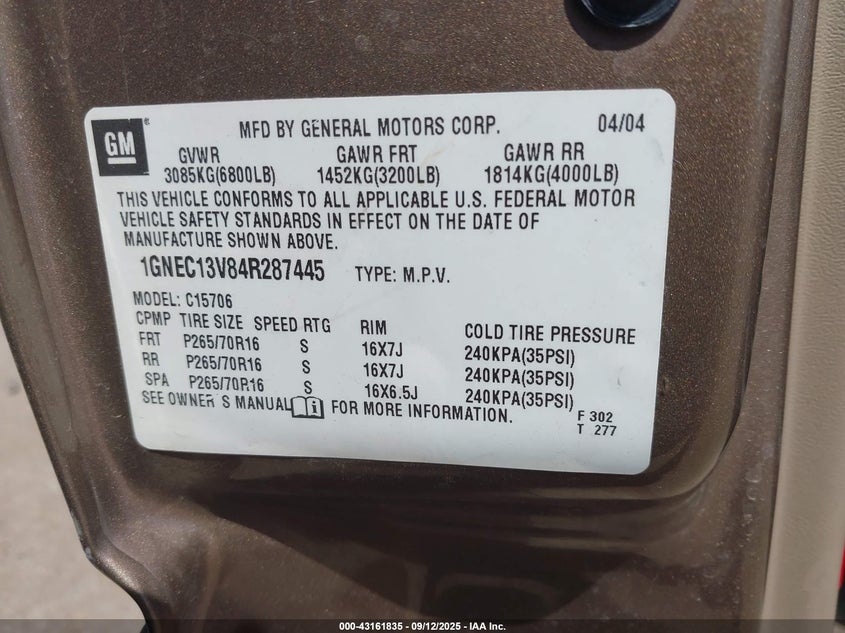 GM
MFD BY GENERAL MOTORS CORP. 04/04
GVWR GAWR FRT GAWR RR
3085KG(6800LB) 1452KG(3200LB) 1814KG(4000LB)
THIS VEHICLE CONFORMS TO ALL APPLICABLE U.S. FEDERAL MOTOR
VEHICLE SAFETY STANDARDS IN EFFECT ON THE DATE OF
MANUFACTURE SHOWN ABOVE.
1GNEC13V84R287445 TYPE: M.P.V.
MODEL: C15706
CPMP TIRE SIZE SPEED RTG RIM COLD TIRE PRESSURE
FRT P265/70R16 S 16X7J 240KPA(35PSI)
RR P265/70R16 S 16X7J 240KPA(35PSI)
SPA P265/70R16 S 16X6.5J 240KPA(35PSI)
SEE OWNER'S MANUAL FOR MORE INFORMATION.
F 302
T 277
000-43161835 - 09/12/2025 - IAA Inc.